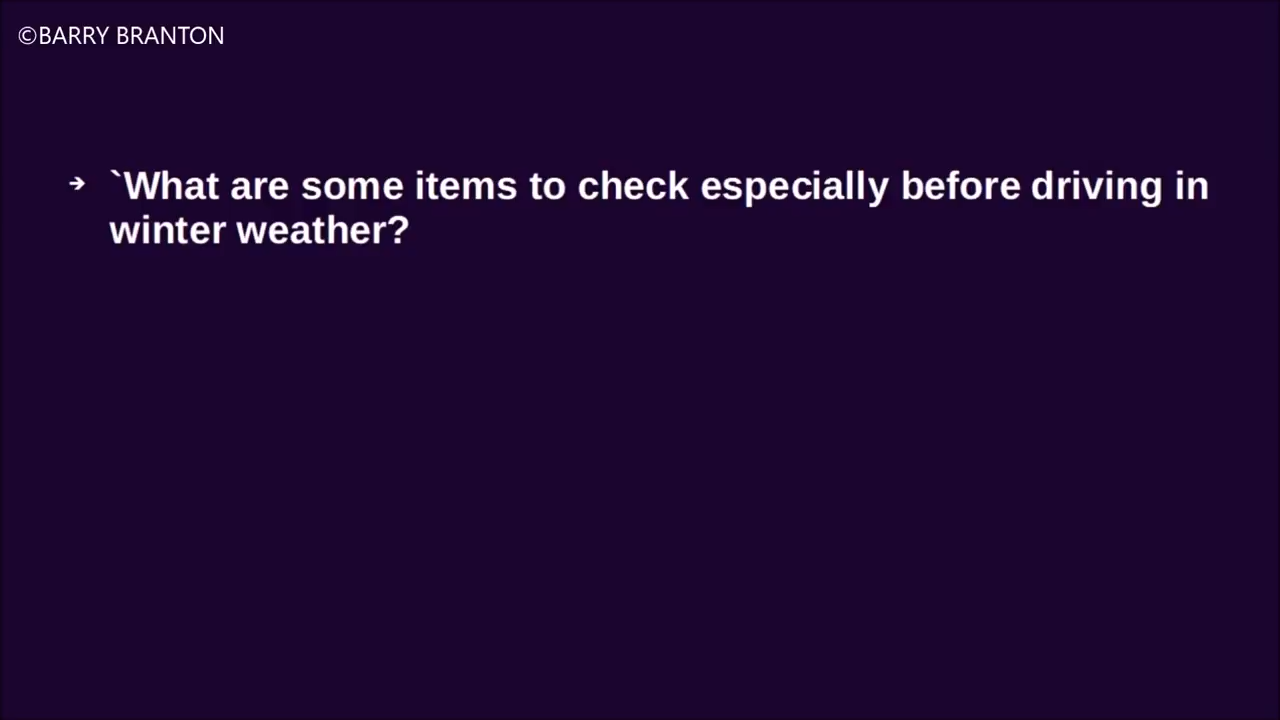 ©BARRY BRANTON
➔ `What are some items to check especially before driving in
winter weather?